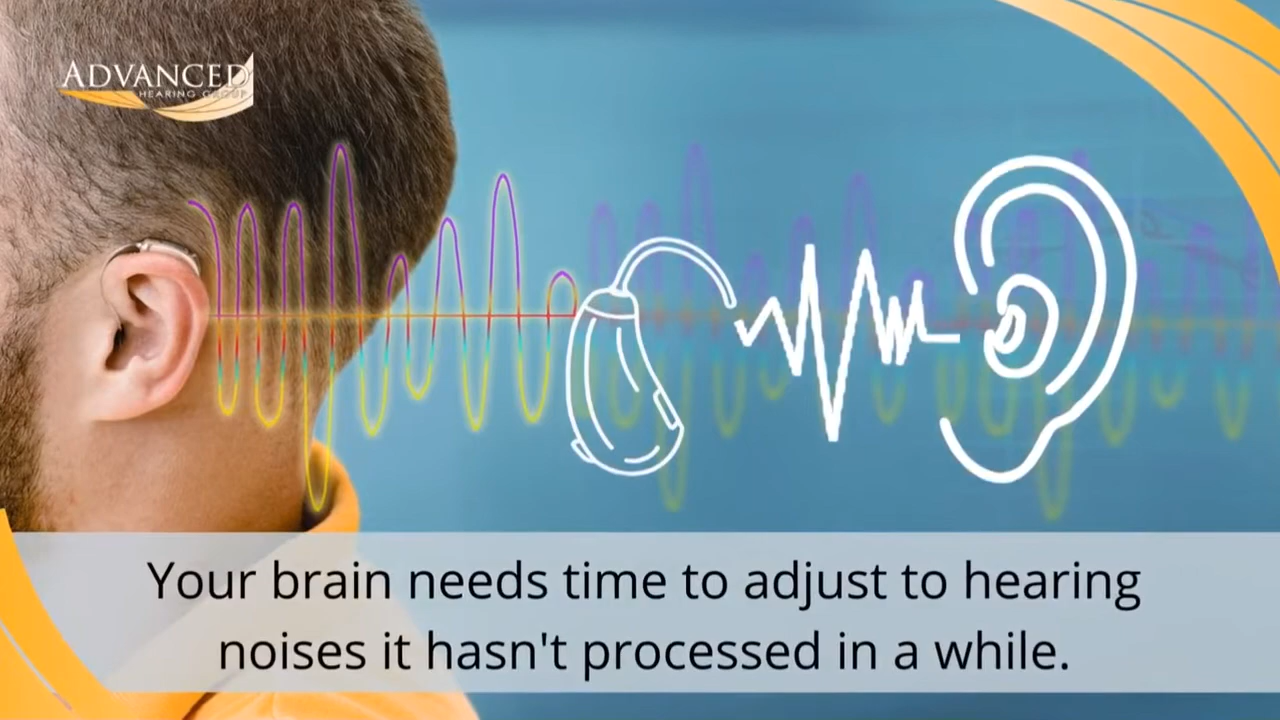 ADVANCED
HEARING GROUP
Your brain needs time to adjust to hearing
noises it hasn't processed in a while.